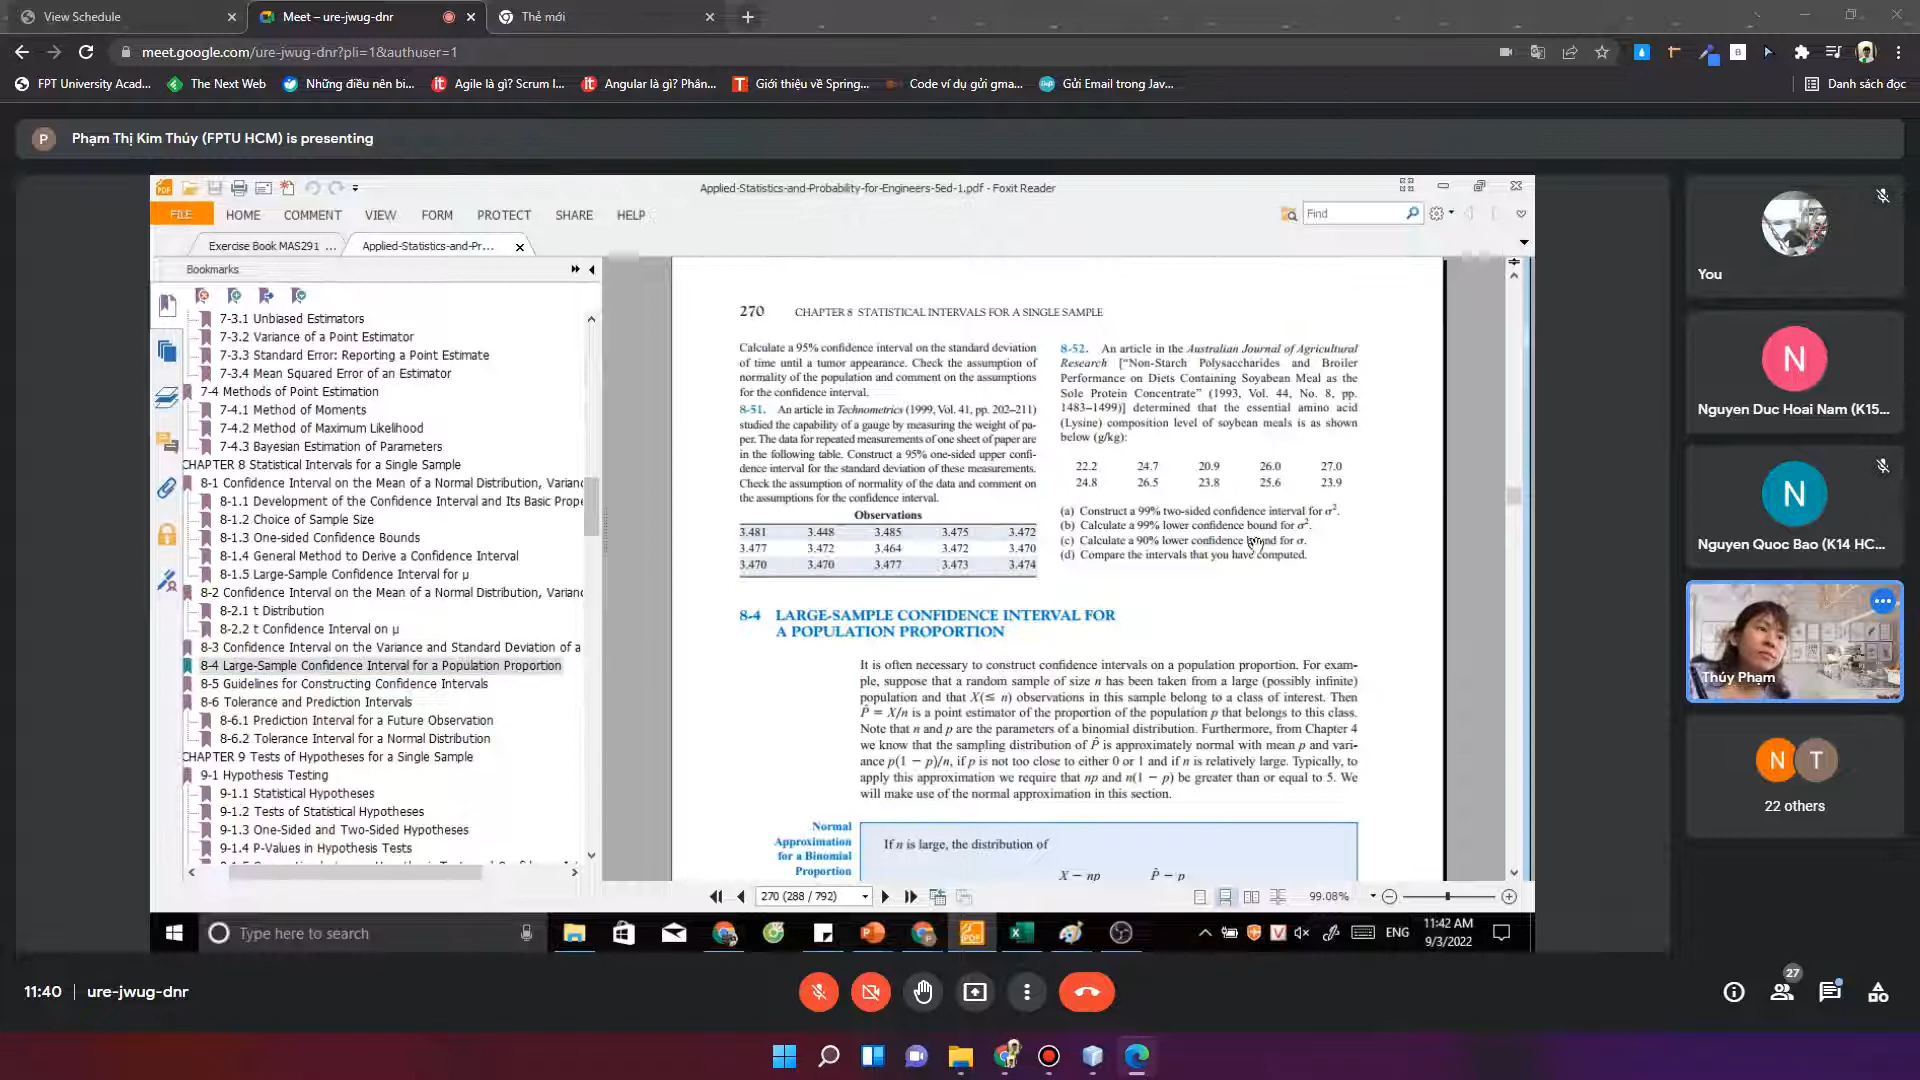 View Schedule
Meet – ure-jwug-dnr
Thẻ mới
meet.google.com/ure-jwug-dnr?pli=1&authuser=1
FPT University Acad...
The Next Web
Những điều nên bi...
Agile là gì? Scrum I...
Angular là gì? Phân...
Giới thiệu về Spring...
Code ví dụ gửi gma...
Gửi Email trong Jav...
Danh sách đọc
P
Phạm Thị Kim Thúy (FPTU HCM) is presenting
Applied-Statistics-and-Probability-for-Engineers-5ed-1.pdf - Foxit Reader
FILE
HOME
COMMENT
VIEW
FORM
PROTECT
SHARE
HELP
Find
Exercise Book MAS291 ...
Applied-Statistics-and-Pr...
Bookmarks
7-3.1 Unbiased Estimators
7-3.2 Variance of a Point Estimator
7-3.3 Standard Error: Reporting a Point Estimate
7-3.4 Mean Squared Error of an Estimator
7-4 Methods of Point Estimation
7-4.1 Method of Moments
7-4.2 Method of Maximum Likelihood
7-4.3 Bayesian Estimation of Parameters
CHAPTER 8 Statistical Intervals for a Single Sample
8-1 Confidence Interval on the Mean of a Normal Distribution, Varianc
8-1.1 Development of the Confidence Interval and Its Basic Prope
8-1.2 Choice of Sample Size
8-1.3 One-sided Confidence Bounds
8-1.4 General Method to Derive a Confidence Interval
8-1.5 Large-Sample Confidence Interval for μ
8-2 Confidence Interval on the Mean of a Normal Distribution, Varianc
8-2.1 t Distribution
8-2.2 t Confidence Interval on μ
8-3 Confidence Interval on the Variance and Standard Deviation of a
8-4 Large-Sample Confidence Interval for a Population Proportion
8-5 Guidelines for Constructing Confidence Intervals
8-6 Tolerance and Prediction Intervals
8-6.1 Prediction Interval for a Future Observation
8-6.2 Tolerance Interval for a Normal Distribution
CHAPTER 9 Tests of Hypotheses for a Single Sample
9-1 Hypothesis Testing
9-1.1 Statistical Hypotheses
9-1.2 Tests of Statistical Hypotheses
9-1.3 One-Sided and Two-Sided Hypotheses
9-1.4 P-Values in Hypothesis Tests
270 CHAPTER 8 STATISTICAL INTERVALS FOR A SINGLE SAMPLE
Calculate a 95% confidence interval on the standard deviation
of time until a tumor appearance. Check the assumption of
normality of the population and comment on the assumptions
for the confidence interval.
8-51. An article in Technometrics (1999, Vol. 41, pp. 202–211)
studied the capability of a gauge by measuring the weight of pa-
per. The data for repeated measurements of one sheet of paper are
in the following table. Construct a 95% one-sided upper confi-
dence interval for the standard deviation of these measurements.
Check the assumption of normality of the data and comment on
the assumptions for the confidence interval.
Observations
3.481 3.448 3.485 3.475 3.472
3.477 3.472 3.464 3.472 3.470
3.470 3.470 3.477 3.473 3.474
8-52. An article in the Australian Journal of Agricultural
Research [“Non-Starch Polysaccharides and Broiler
Performance on Diets Containing Soyabean Meal as the
Sole Protein Concentrate” (1993, Vol. 44, No. 8, pp.
1483–1499)] determined that the essential amino acid
(Lysine) composition level of soybean meals is as shown
below (g/kg):
22.2 24.7 20.9 26.0 27.0
24.8 26.5 23.8 25.6 23.9
(a) Construct a 99% two-sided confidence interval for σ².
(b) Calculate a 99% lower confidence bound for σ².
(c) Calculate a 90% lower confidence bound for σ.
(d) Compare the intervals that you have computed.
8-4 LARGE-SAMPLE CONFIDENCE INTERVAL FOR
A POPULATION PROPORTION
It is often necessary to construct confidence intervals on a population proportion. For exam-
ple, suppose that a random sample of size n has been taken from a large (possibly infinite)
population and that X(≤ n) observations in this sample belong to a class of interest. Then
P̂ = X/n is a point estimator of the proportion of the population p that belongs to this class.
Note that n and p are the parameters of a binomial distribution. Furthermore, from Chapter 4
we know that the sampling distribution of P̂ is approximately normal with mean p and vari-
ance p(1 − p)/n, if p is not too close to either 0 or 1 and if n is relatively large. Typically, to
apply this approximation we require that np and n(1 − p) be greater than or equal to 5. We
will make use of the normal approximation in this section.
Normal
Approximation
for a Binomial
Proportion
If n is large, the distribution of
X − np P̂ − p
270 (288 / 792)
99.08%
Type here to search
ENG
11:42 AM
9/3/2022
You
N
Nguyen Duc Hoai Nam (K15...
N
Nguyen Quoc Bao (K14 HC...
Thúy Phạm
N T
22 others
11:40 | ure-jwug-dnr
27